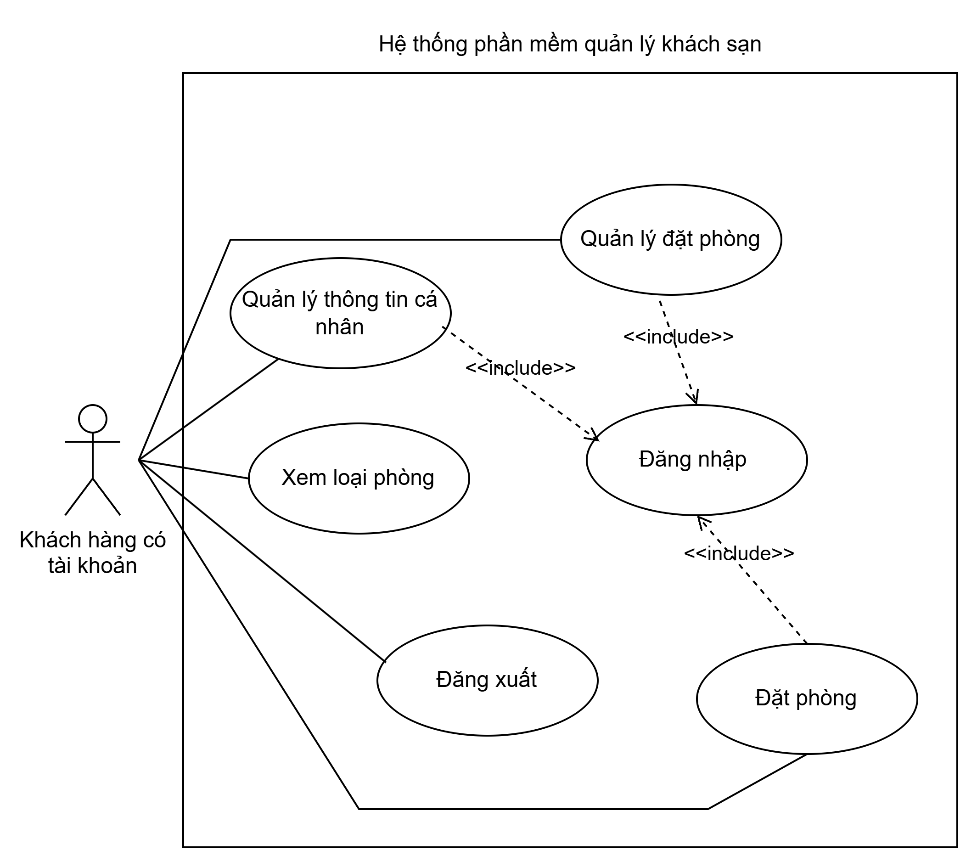 Hệ thống phần mềm quản lý khách sạn
Quản lý đặt phòng
Quản lý thông tin cá
nhân
<<include>>
<<include>>
Đăng nhập
Xem loại phòng
Khách hàng có
tài khoản
<<include>>
Đăng xuất
Đặt phòng